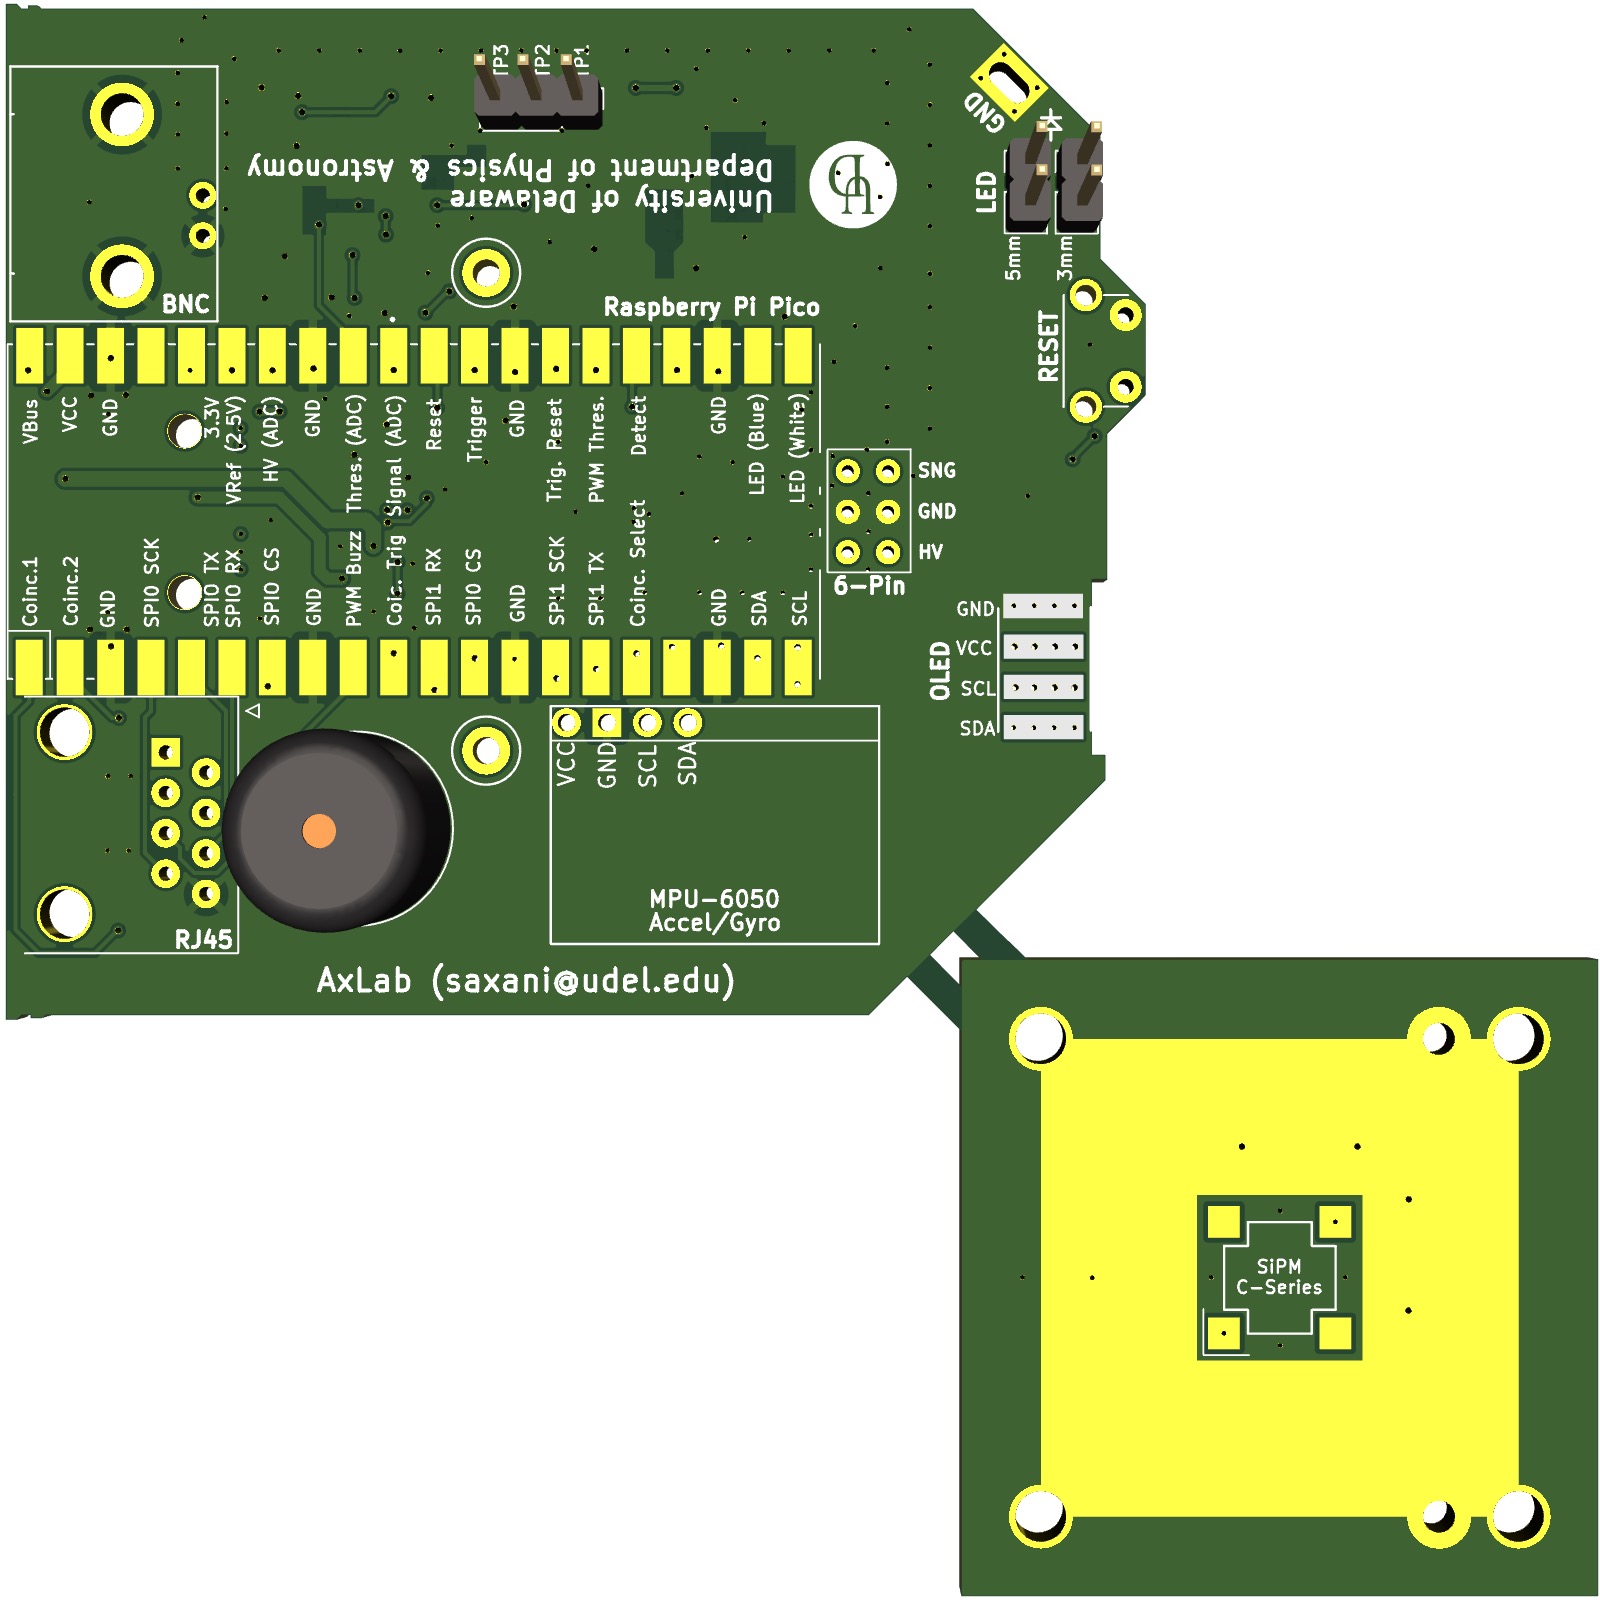 TP3
TP2
TP1
GND
University of Delaware
Department of Physics & Astronomy
LED
5mm
3mm
BNC
Raspberry Pi Pico
RESET
VBus
VCC
GND
3.3V
VRef (2.5V)
HV (ADC)
GND
Thres. (ADC)
Signal (ADC)
Reset
Trigger
GND
Trig. Reset
PWM Thres.
Detect
GND
LED (Blue)
LED (White)
SNG
GND
HV
6-Pin
Coinc.1
Coinc.2
GND
SPI0 SCK
SPI0 TX
SPI0 RX
SPI0 CS
GND
PWM Buzz
Coic. Trig
SPI1 RX
SPI0 CS
GND
SPI1 SCK
SPI1 TX
Coinc. Select
GND
SDA
SCL
OLED
GND
VCC
SCL
SDA
VCC
GND
SCL
SDA
MPU-6050
Accel/Gyro
RJ45
AxLab (saxani@udel.edu)
SiPM
C-Series